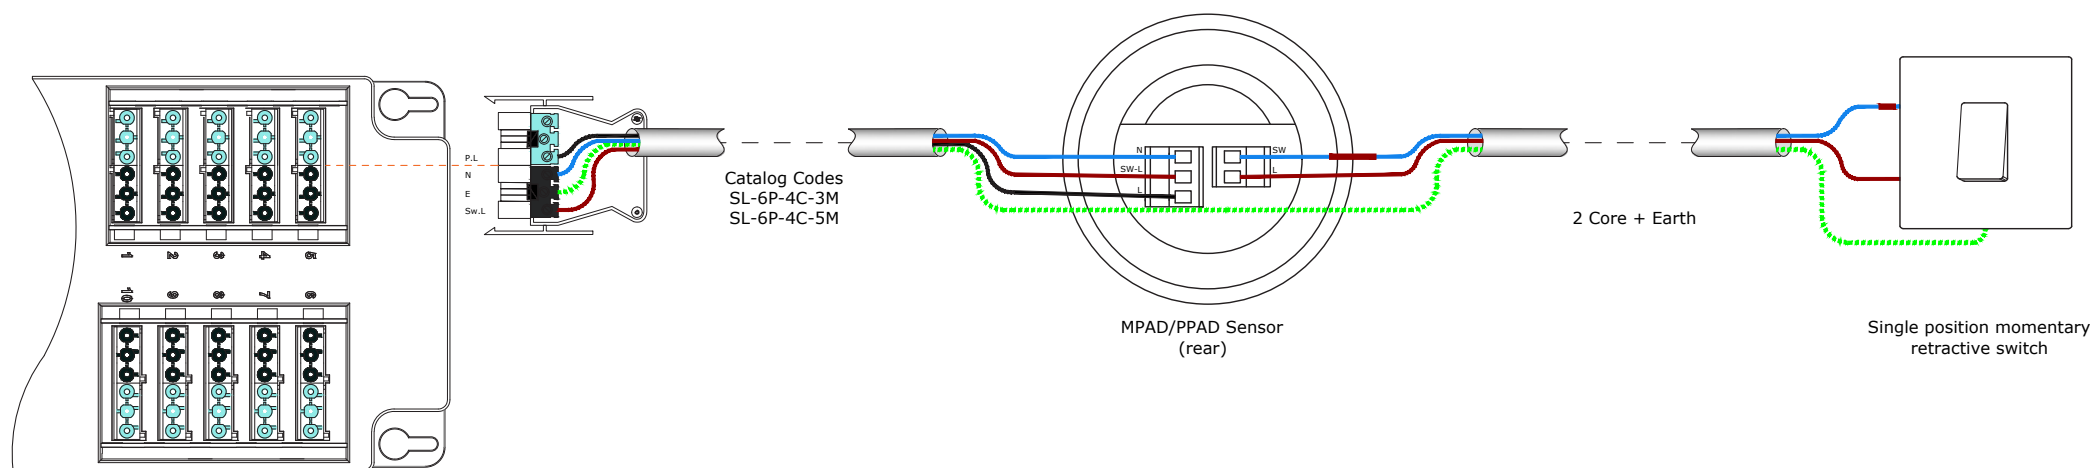 1 2 3 4 5
10 9 8 7 6
P.L
N
E
Sw.L
Catalog Codes
SL-6P-4C-3M
SL-6P-4C-5M
N
SW-L
L
SW
L
MPAD/PPAD Sensor
(rear)
2 Core + Earth
Single position momentary
retractive switch